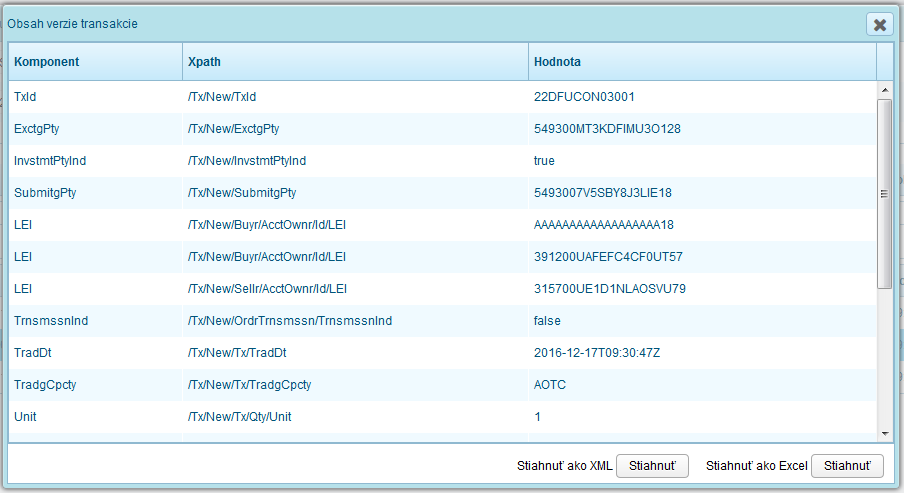 Obsah verzie transakcie
Komponent Xpath Hodnota
TxId /Tx/New/TxId 22DFUCON03001
ExctgPty /Tx/New/ExctgPty 549300MT3KDFIMU3O128
InvstmtPtyInd /Tx/New/InvstmtPtyInd true
SubmitgPty /Tx/New/SubmitgPty 5493007V5SBY8J3LIE18
LEI /Tx/New/Buyr/AcctOwnr/Id/LEI AAAAAAAAAAAAAAAAAA18
LEI /Tx/New/Buyr/AcctOwnr/Id/LEI 391200UAFEFC4CF0UT57
LEI /Tx/New/Sellr/AcctOwnr/Id/LEI 315700UE1D1NLAOSVU79
TrnsmssnInd /Tx/New/OrdrTrnsmssn/TrnsmssnInd false
TradDt /Tx/New/Tx/TradDt 2016-12-17T09:30:47Z
TradgCpcty /Tx/New/Tx/TradgCpcty AOTC
Unit /Tx/New/Tx/Qty/Unit 1
Stiahnuť ako XML Stiahnuť Stiahnuť ako Excel Stiahnuť